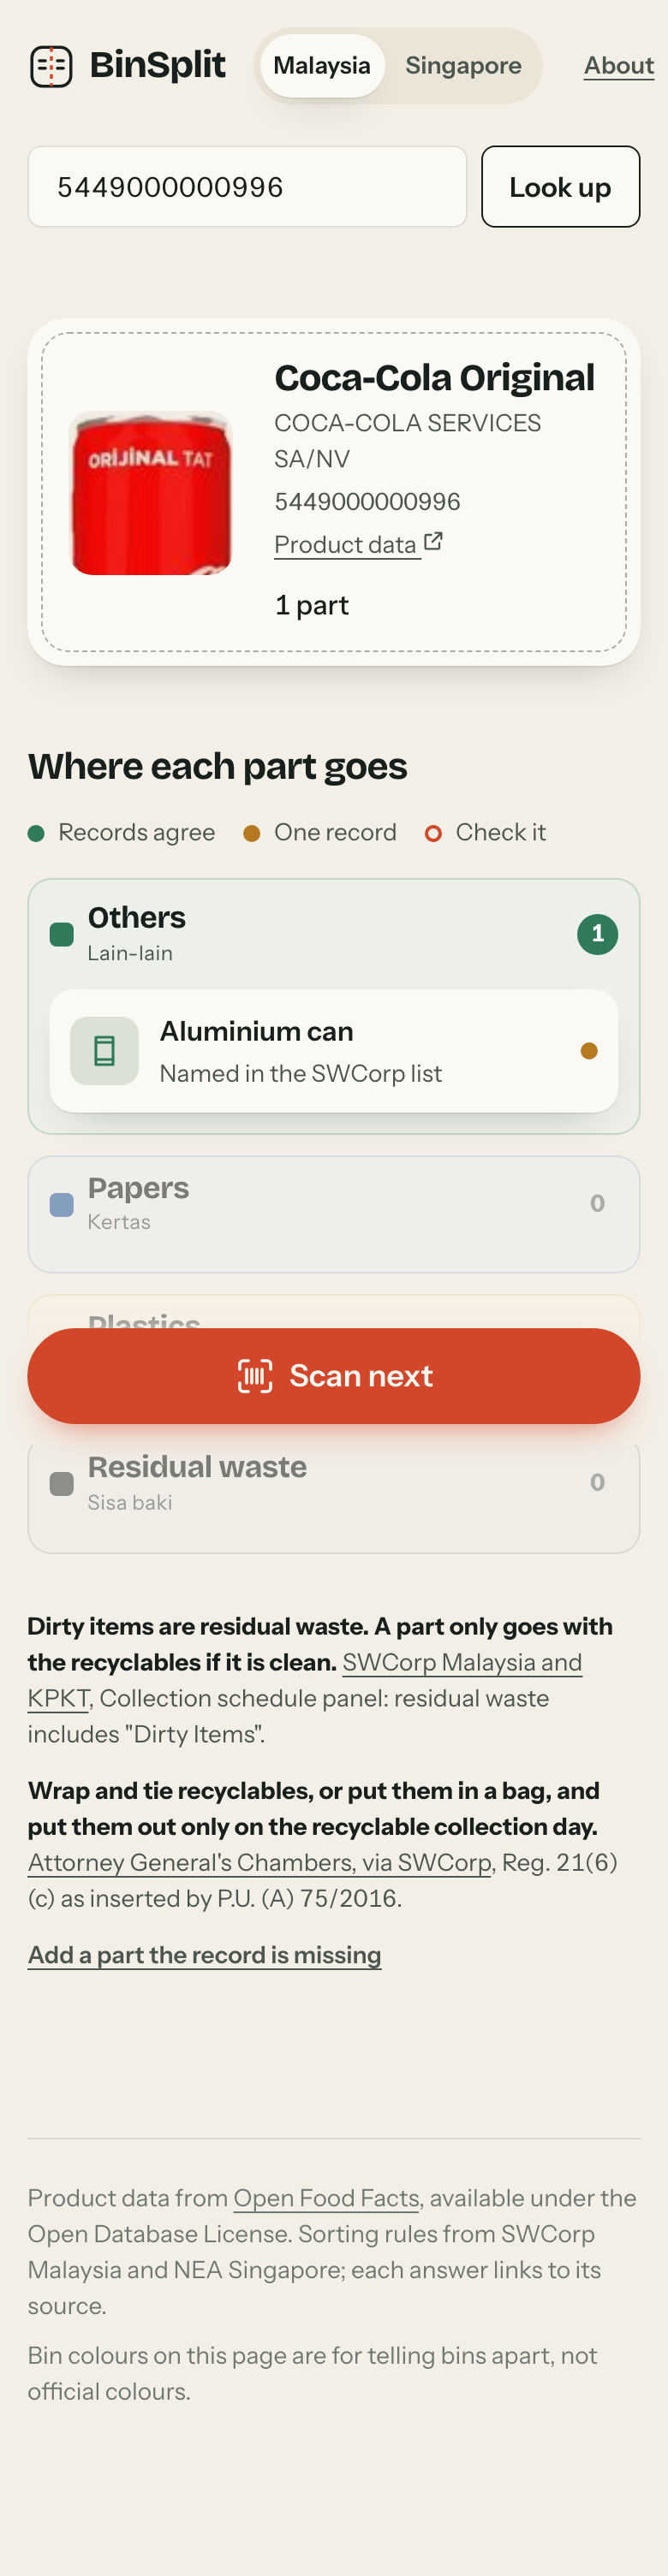 BinSplit
Malaysia
Singapore
About
5449000000996
Look up
ORİJİNAL TAT
Coca-Cola Original
COCA-COLA SERVICES
SA/NV
5449000000996
Product data
1 part
Where each part goes
Records agree
One record
Check it
Others
Lain-lain
1
Aluminium can
Named in the SWCorp list
Papers
Kertas
0
Plastics
Scan next
Residual waste
Sisa baki
0
Dirty items are residual waste. A part only goes with
the recyclables if it is clean. SWCorp Malaysia and
KPKT, Collection schedule panel: residual waste
includes "Dirty Items".
Wrap and tie recyclables, or put them in a bag, and
put them out only on the recyclable collection day.
Attorney General's Chambers, via SWCorp, Reg. 21(6)
(c) as inserted by P.U. (A) 75/2016.
Add a part the record is missing
Product data from Open Food Facts, available under the
Open Database License. Sorting rules from SWCorp
Malaysia and NEA Singapore; each answer links to its
source.
Bin colours on this page are for telling bins apart, not
official colours.